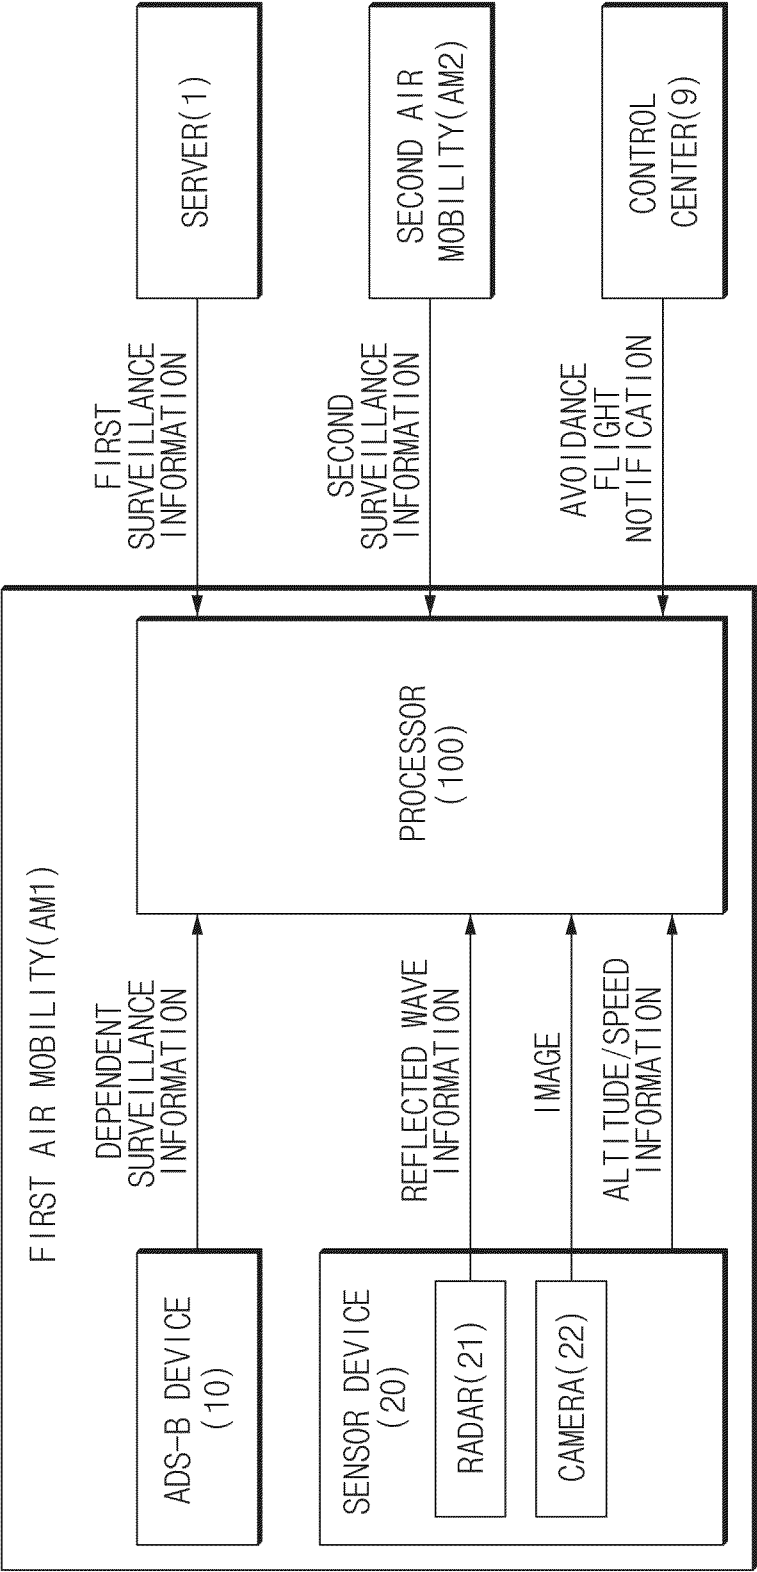 FIRST AIR MOBILITY(AM1)
ADS-B DEVICE
(10)
DEPENDENT
SURVEILLANCE
INFORMATION
SENSOR DEVICE
(20)
RADAR(21)
CAMERA(22)
REFLECTED WAVE
INFORMATION
IMAGE
ALTITUDE/SPEED
INFORMATION
PROCESSOR
(100)
FIRST
SURVEILLANCE
INFORMATION
SERVER(1)
SECOND
SURVEILLANCE
INFORMATION
SECOND AIR
MOBILITY(AM2)
AVOIDANCE
FLIGHT
NOTIFICATION
CONTROL
CENTER(9)